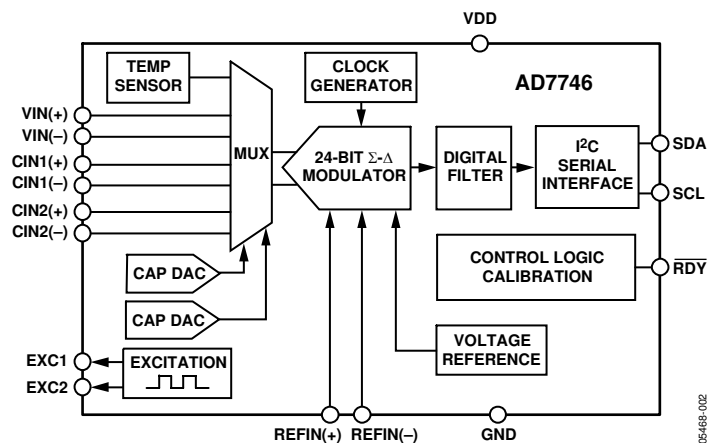 VDD
TEMP
SENSOR
CLOCK
GENERATOR
AD7746
VIN(+)
VIN(–)
CIN1(+)
CIN1(–)
CIN2(+)
CIN2(–)
MUX
24-BIT Σ-Δ
MODULATOR
DIGITAL
FILTER
I²C
SERIAL
INTERFACE
SDA
SCL
CAP DAC
CAP DAC
CONTROL LOGIC
CALIBRATION
RDY
EXC1
EXC2
EXCITATION
VOLTAGE
REFERENCE
REFIN(+)
REFIN(–)
GND
05468-002